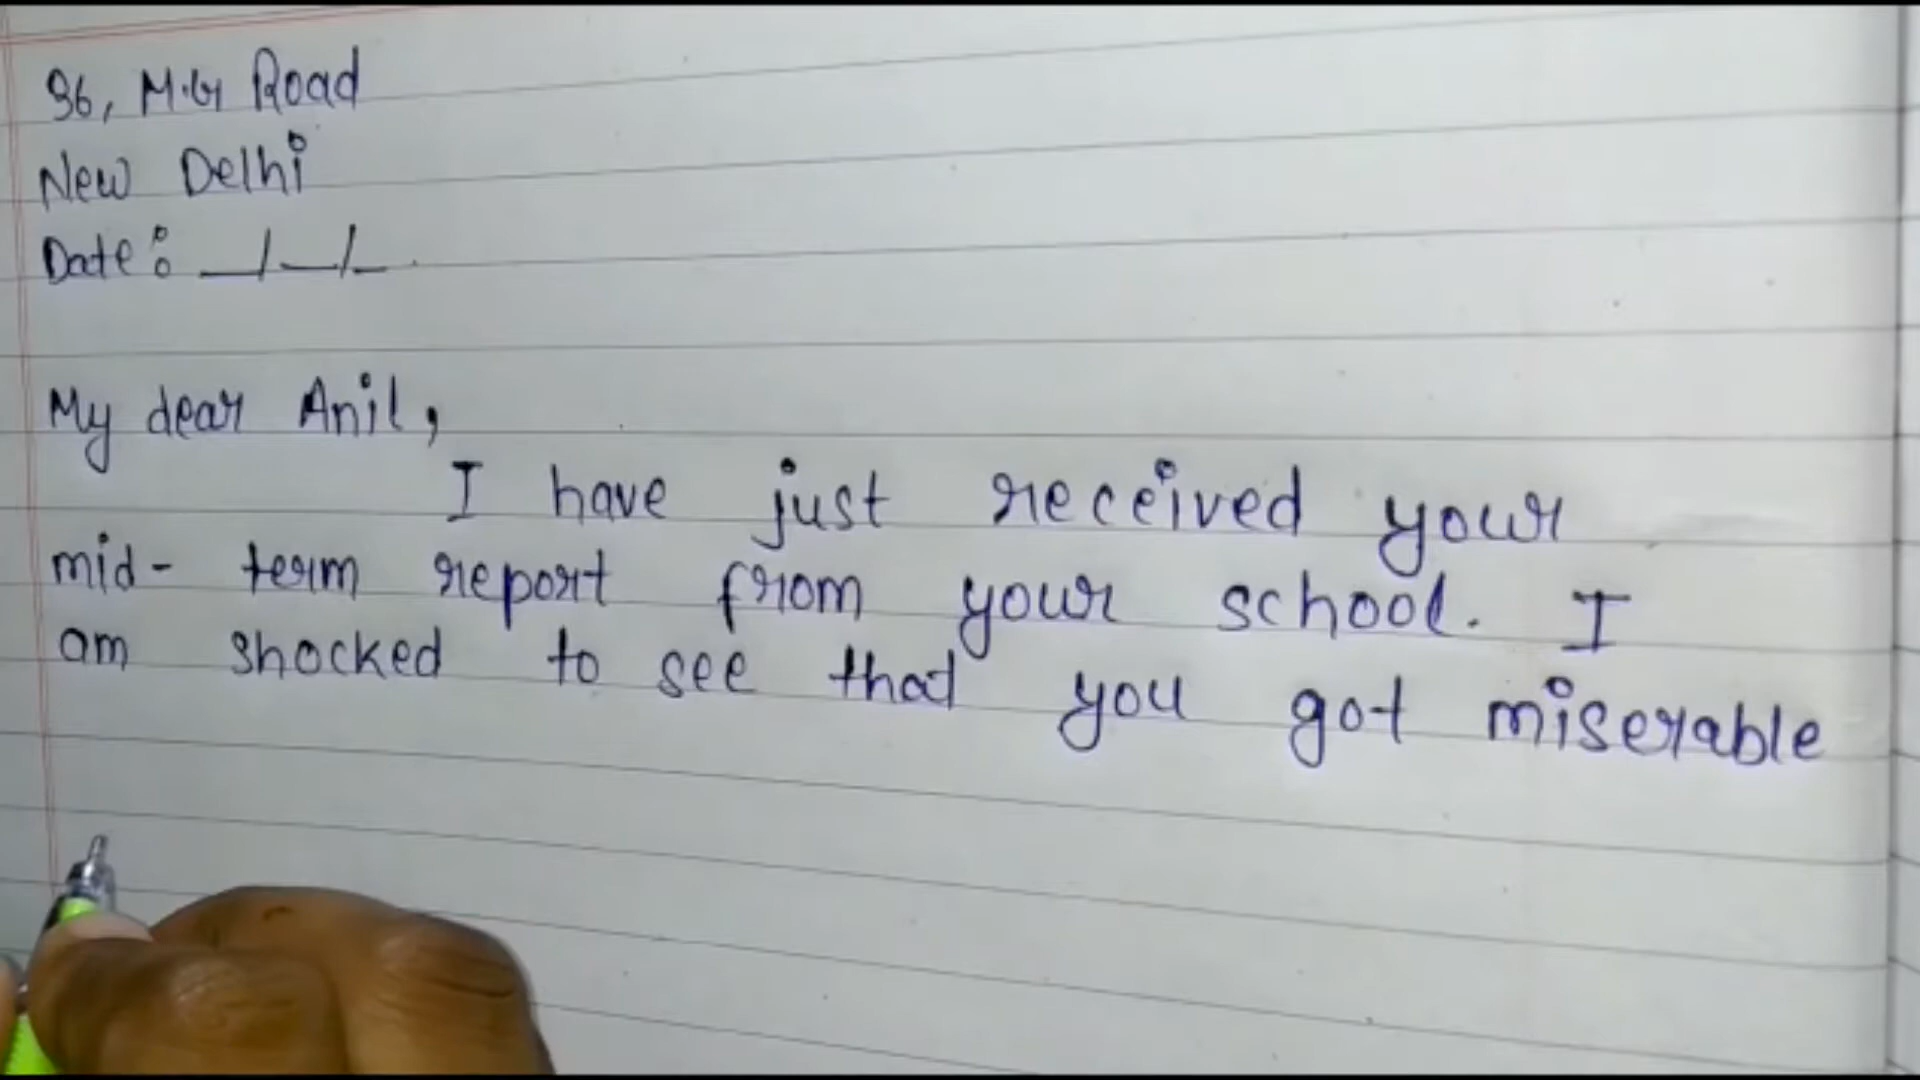 36, M.G Road
New Delhi
Date: __/__/__.
My dear Anil,
I have just received your
mid- term report from your school. I
am shocked to see that you got miserable